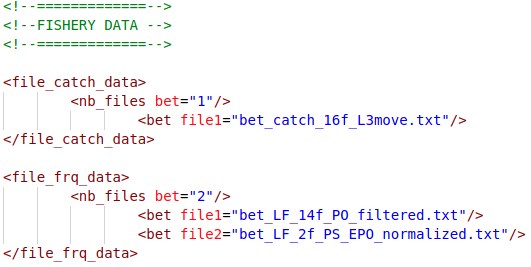 <!--=============-->
<!--FISHERY DATA -->
<!--=============-->
<file_catch_data>
<nb_files bet="1"/>
<bet file1="bet_catch_16f_L3move.txt"/>
</file_catch_data>
<file_frq_data>
<nb_files bet="2"/>
<bet file1="bet_LF_14f_PO_filtered.txt"/>
<bet file2="bet_LF_2f_PS_EPO_normalized.txt"/>
</file_frq_data>